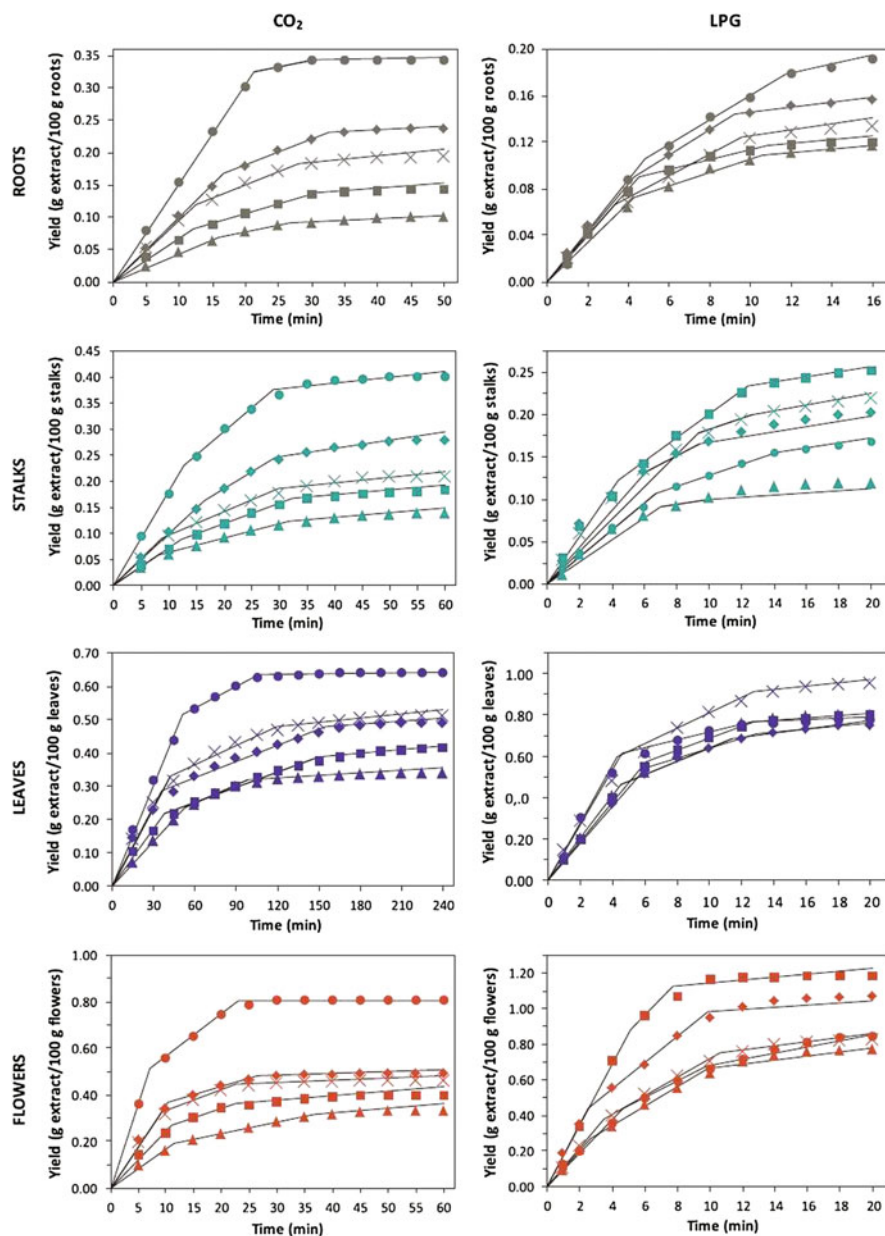 CO₂ LPG
ROOTS
Yield (g extract/100 g roots)
0.35
0.30
0.25
0.20
0.15
0.10
0.05
0.00
0 5 10 15 20 25 30 35 40 45 50
Time (min)
Yield (g extract/100 g roots)
0.20
0.16
0.12
0.08
0.04
0.00
0 2 4 6 8 10 12 14 16
Time (min)
STALKS
Yield (g extract/100 g stalks)
0.45
0.40
0.35
0.30
0.25
0.20
0.15
0.10
0.05
0.00
0 5 10 15 20 25 30 35 40 45 50 55 60
Time (min)
Yield (g extract/100 g stalks)
0.25
0.20
0.15
0.10
0.05
0.00
0 2 4 6 8 10 12 14 16 18 20
Time (min)
LEAVES
Yield (g extract/100 g leaves)
0.70
0.60
0.50
0.40
0.30
0.20
0.10
0.00
0 30 60 90 120 150 180 210 240
Time (min)
Yield (g extract/100 g leaves)
1.00
0.80
0.60
0,.0
0.20
0.00
0 2 4 6 8 10 12 14 16 18 20
Time (min)
FLOWERS
Yield (g extract/100 g flowers)
1.00
0.80
0.60
0.40
0.20
0.00
0 5 10 15 20 25 30 35 40 45 50 55 60
Time (min)
Yield (g extract/100 g flowers)
1.20
1.00
0.80
0.60
0.40
0.20
0.00
0 2 4 6 8 10 12 14 16 18 20
Time (min)